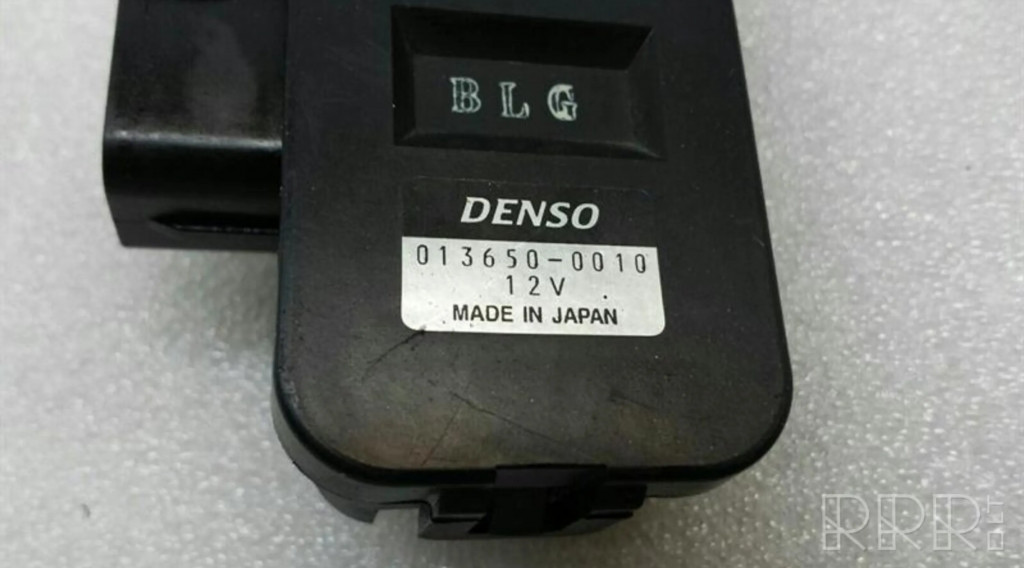 BLG
DENSO
013650-0010
12V
MADE IN JAPAN
RRR